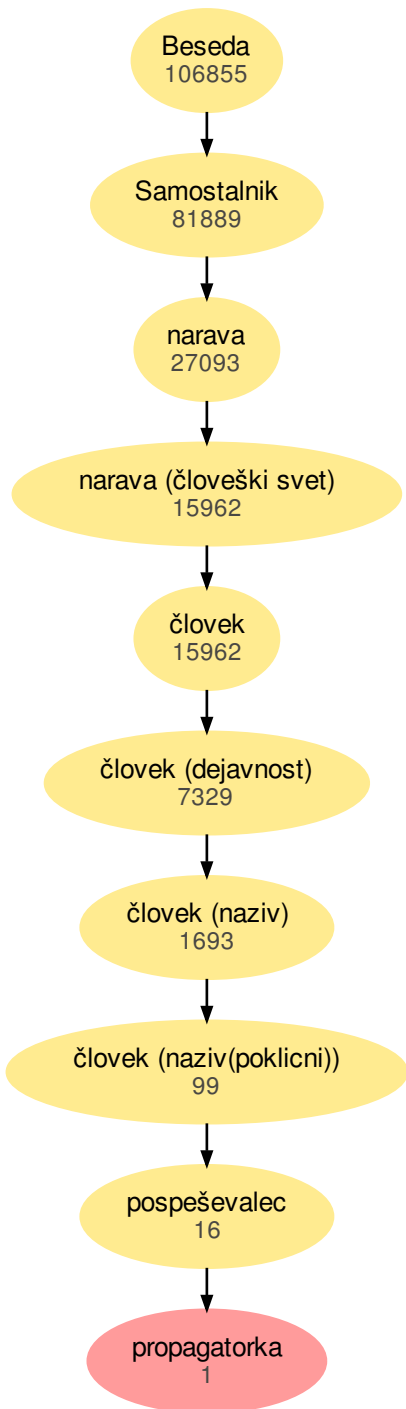 Beseda
106855
Samostalnik
81889
narava
27093
narava (človeški svet)
15962
človek
15962
človek (dejavnost)
7329
človek (naziv)
1693
človek (naziv(poklicni))
99
pospeševalec
16
propagatorka
1